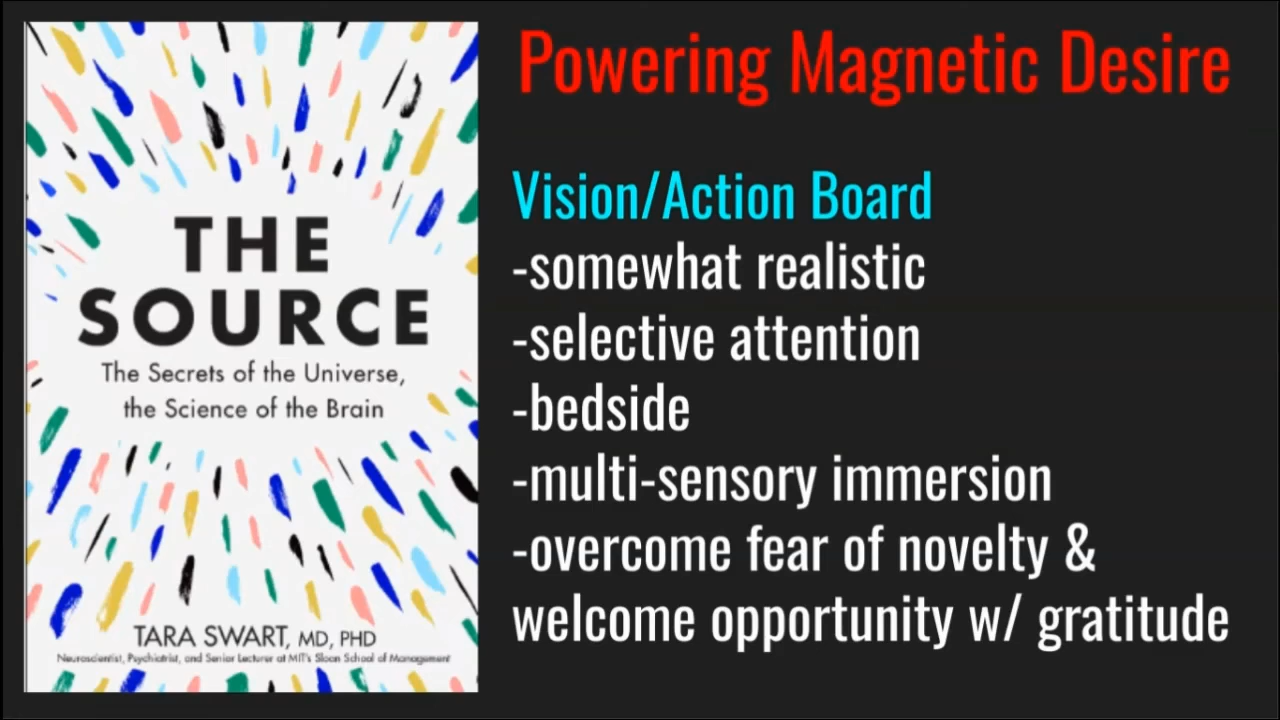 THE
SOURCE
The Secrets of the Universe,
the Science of the Brain
TARA SWART, MD, PHD
Neuroscientist, Psychiatrist, and Senior Lecturer at MIT's Sloan School of Management
Powering Magnetic Desire
Vision/Action Board
-somewhat realistic
-selective attention
-bedside
-multi-sensory immersion
-overcome fear of novelty &
welcome opportunity w/ gratitude